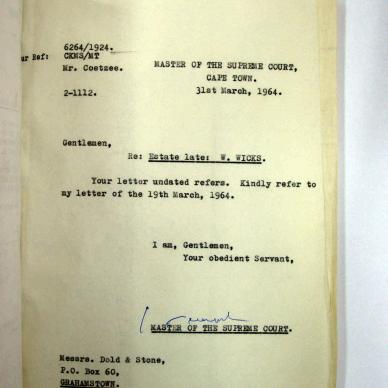 6264/1924.
ur Ref: CKMS/MT
Mr. Coetzee.
MASTER OF THE SUPREME COURT,
CAPE TOWN.
2-1112.
31st March, 1964.
Gentlemen,
Re: Estate late: W. WICKS.
Your letter undated refers. Kindly refer to
my letter of the 19th March, 1964.
I am, Gentlemen,
Your obedient Servant,
MASTER OF THE SUPREME COURT.
Messrs. Dold & Stone,
P.O. Box 60,
GRAHAMSTOWN.